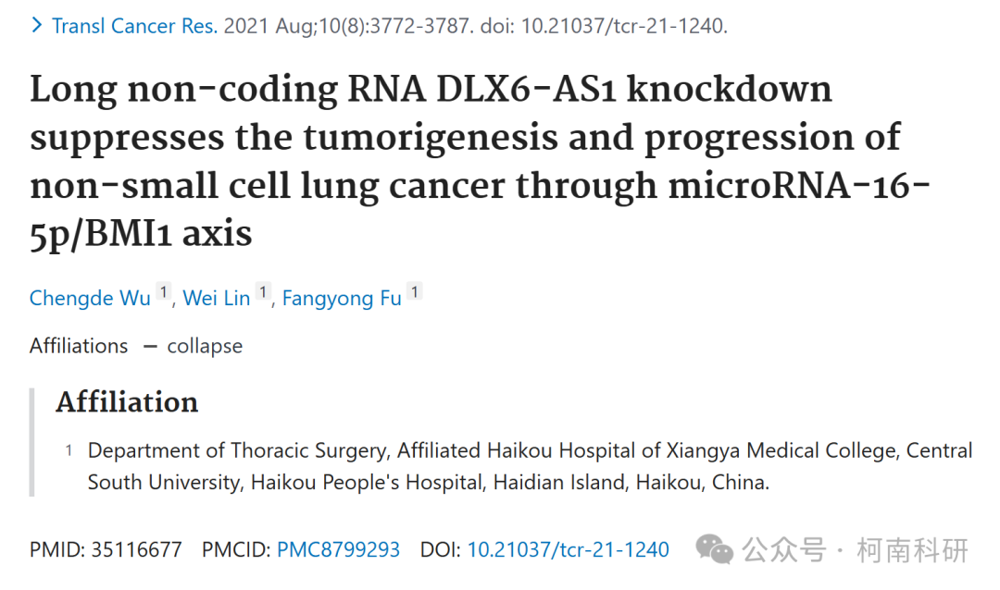 Transl Cancer Res. 2021 Aug;10(8):3772-3787. doi: 10.21037/tcr-21-1240.
Long non-coding RNA DLX6-AS1 knockdown
suppresses the tumorigenesis and progression of
non-small cell lung cancer through microRNA-16-
5p/BMI1 axis
Chengde Wu 1, Wei Lin 1, Fangyong Fu 1
Affiliations — collapse
Affiliation
1 Department of Thoracic Surgery, Affiliated Haikou Hospital of Xiangya Medical College, Central
South University, Haikou People's Hospital, Haidian Island, Haikou, China.
PMID: 35116677 PMCID: PMC8799293 DOI: 10.21037/tcr-21-1240 公众号 · 柯南科研